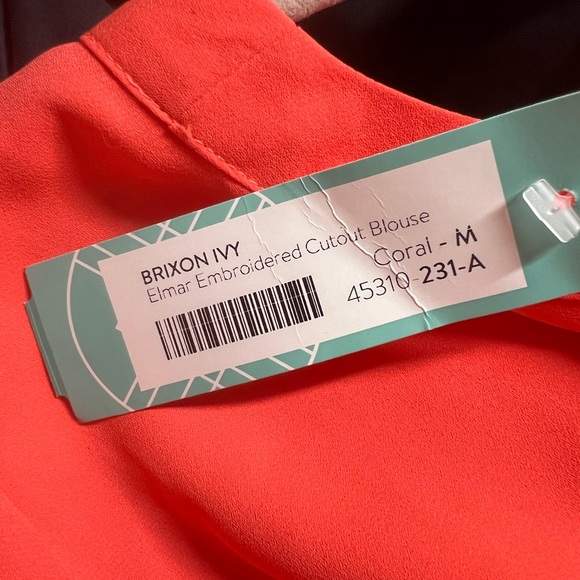 BRIXON IVY
Elmar Embroidered Cutout Blouse
Coral - M
45310-231-A